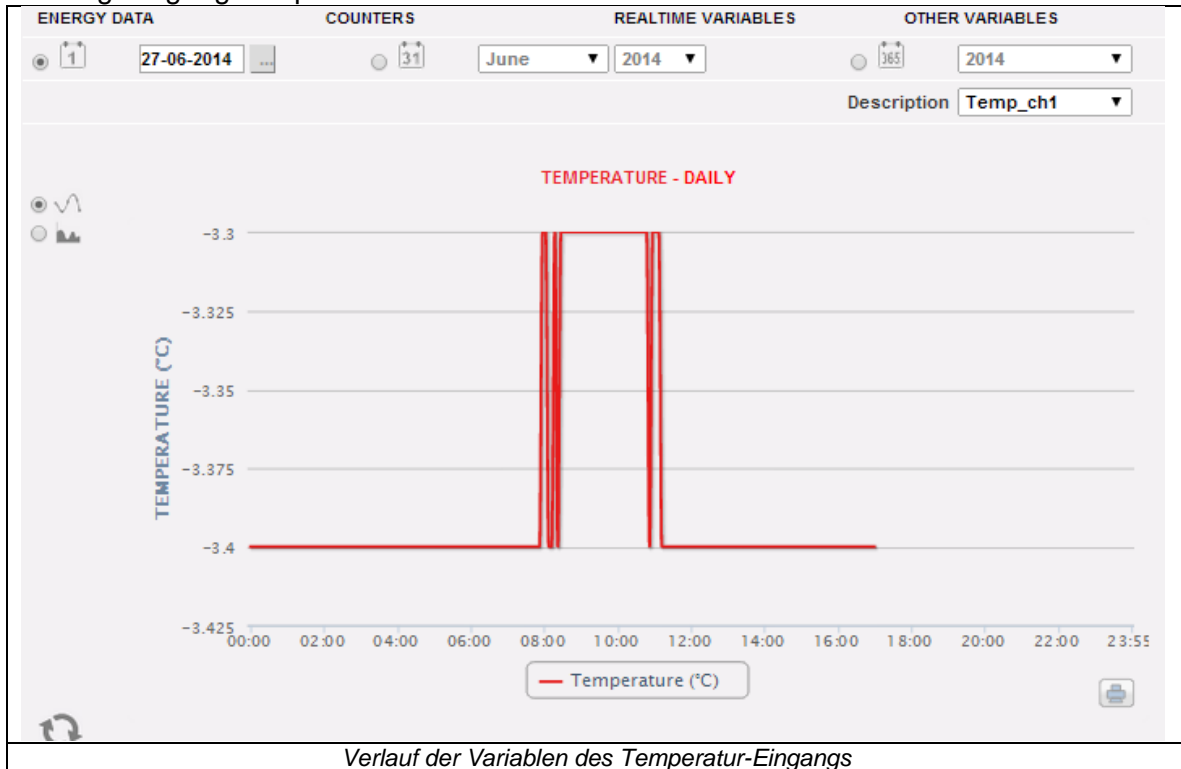 ENERGY DATA COUNTERS REALTIME VARIABLES OTHER VARIABLES
1 27-06-2014 ... 31 June 2014 365 2014
Description Temp_ch1
TEMPERATURE - DAILY
TEMPERATURE (°C)
-3.3
-3.325
-3.35
-3.375
-3.4
-3.425
00:00 02:00 04:00 06:00 08:00 10:00 12:00 14:00 16:00 18:00 20:00 22:00 23:55
Temperature (°C)
Verlauf der Variablen des Temperatur-Eingangs